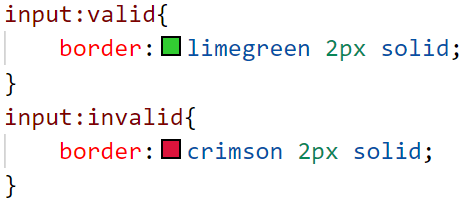 input:valid{
    border: limegreen 2px solid;
}
input:invalid{
    border: crimson 2px solid;
}